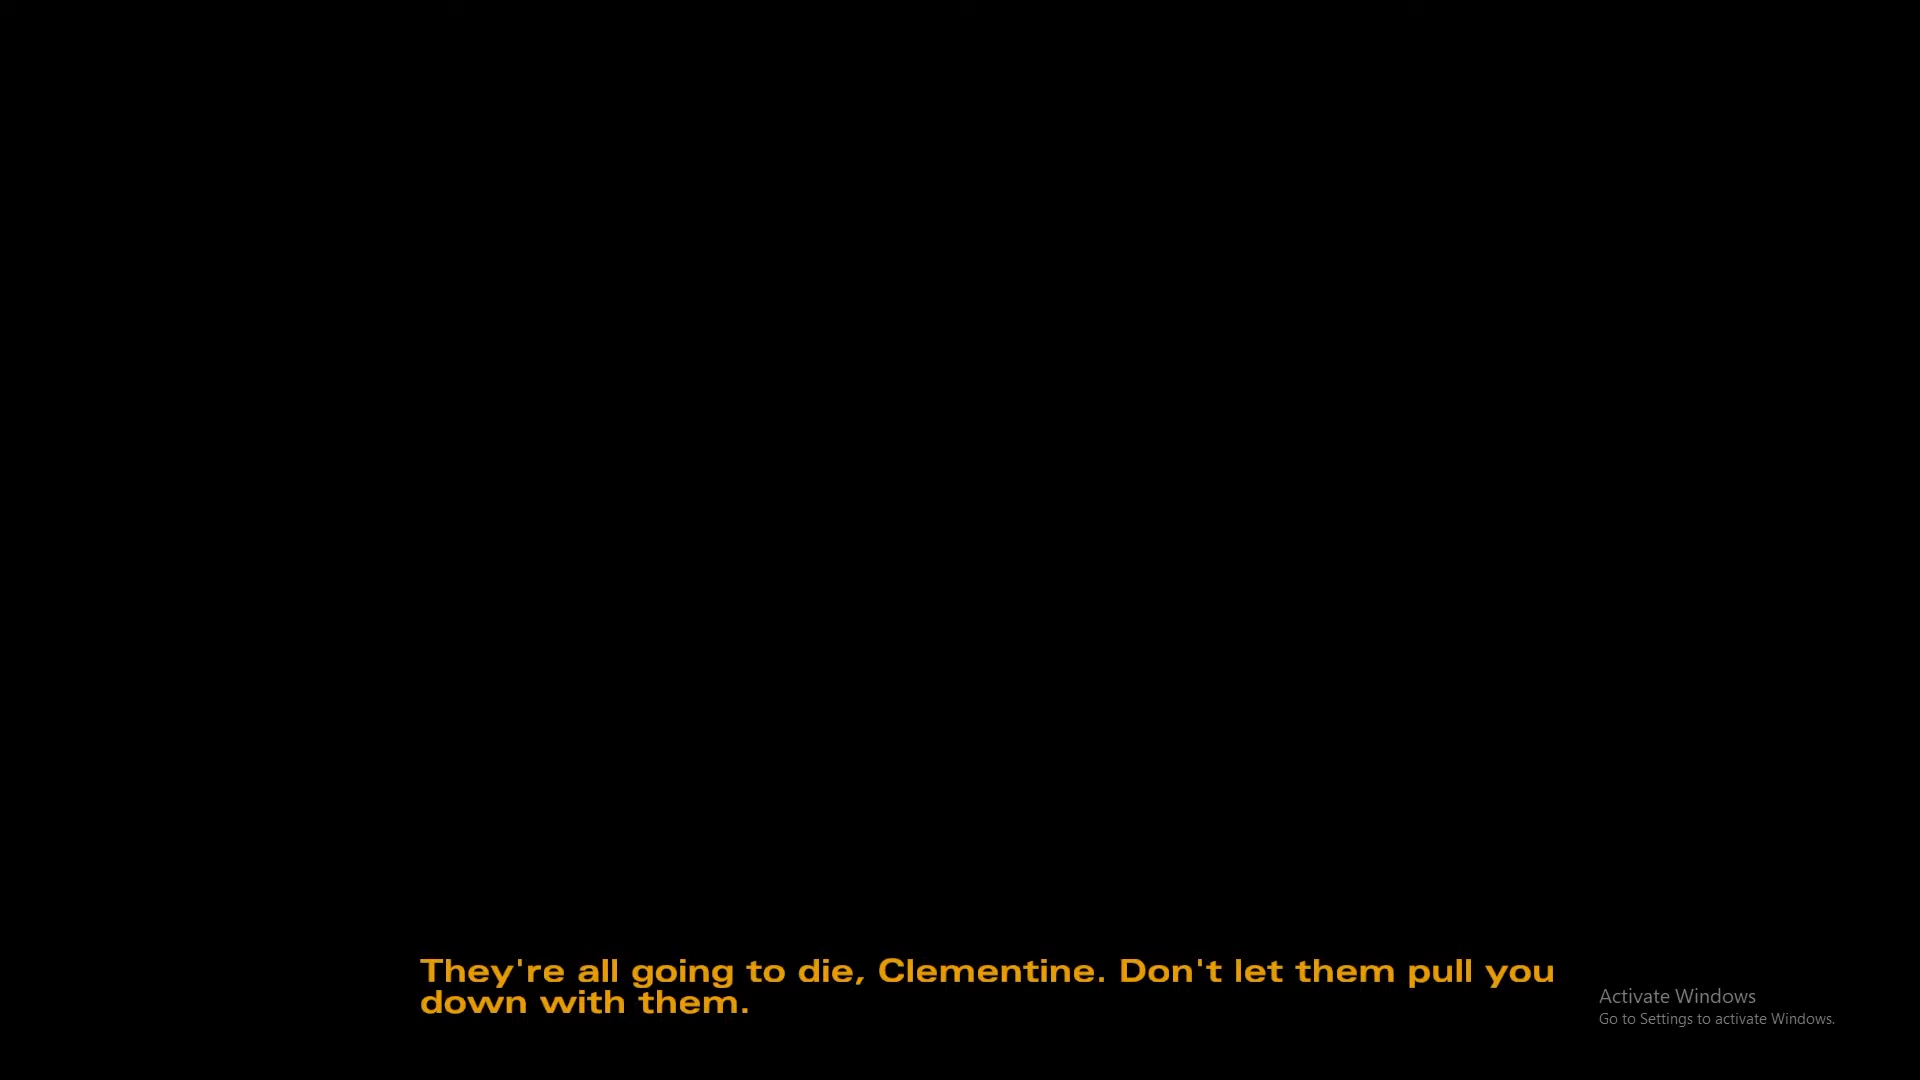 They're all going to die, Clementine. Don't let them pull you
down with them.
Activate Windows
Go to Settings to activate Windows.